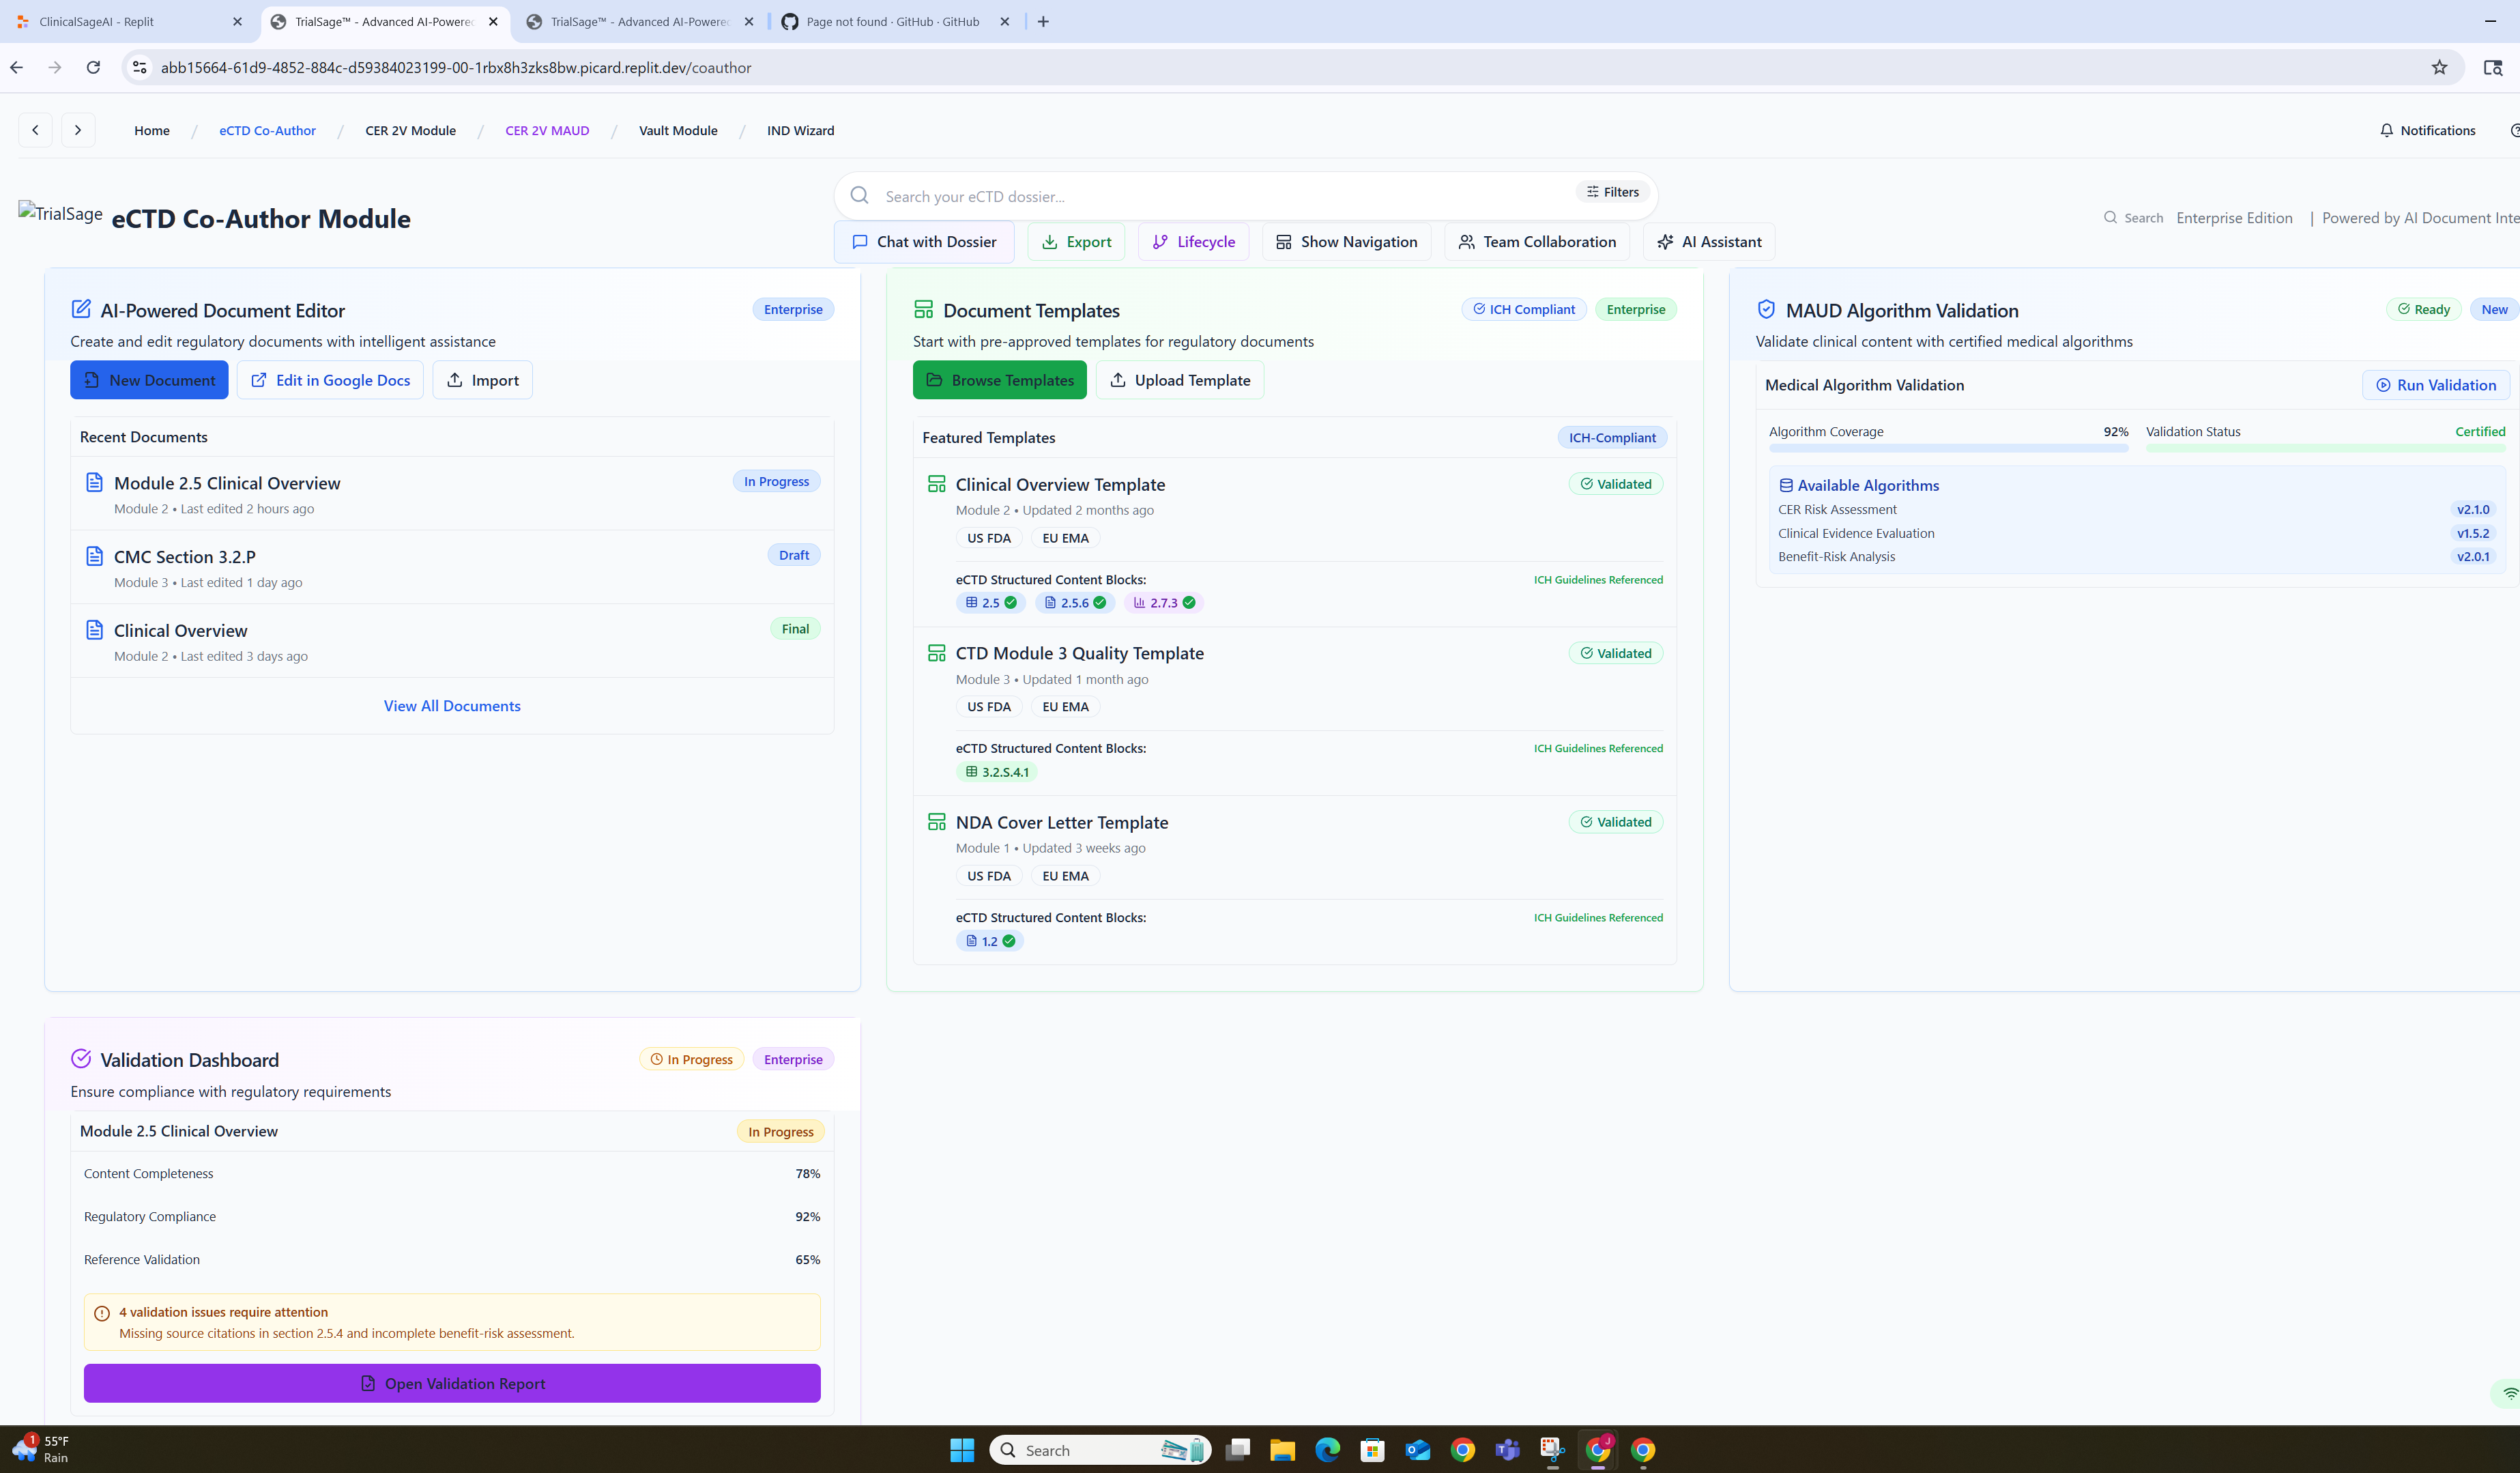 ClinicalSageAI - Replit
TrialSage™ - Advanced AI-Powered
TrialSage™ - Advanced AI-Powered
Page not found · GitHub · GitHub
abb15664-61d9-4852-884c-d59384023199-00-1rbx8h3zks8bw.picard.replit.dev/coauthor
Home / eCTD Co-Author / CER 2V Module / CER 2V MAUD / Vault Module / IND Wizard
Notifications
TrialSage
eCTD Co-Author Module
Search your eCTD dossier...
Filters
Chat with Dossier
Export
Lifecycle
Show Navigation
Team Collaboration
AI Assistant
Search
Enterprise Edition
| Powered by AI Document Inte
AI-Powered Document Editor
Enterprise
Create and edit regulatory documents with intelligent assistance
New Document
Edit in Google Docs
Import
Recent Documents
Module 2.5 Clinical Overview
In Progress
Module 2 • Last edited 2 hours ago
CMC Section 3.2.P
Draft
Module 3 • Last edited 1 day ago
Clinical Overview
Final
Module 2 • Last edited 3 days ago
View All Documents
Document Templates
ICH Compliant
Enterprise
Start with pre-approved templates for regulatory documents
Browse Templates
Upload Template
Featured Templates
ICH-Compliant
Clinical Overview Template
Validated
Module 2 • Updated 2 months ago
US FDA
EU EMA
eCTD Structured Content Blocks:
ICH Guidelines Referenced
2.5
2.5.6
2.7.3
CTD Module 3 Quality Template
Validated
Module 3 • Updated 1 month ago
US FDA
EU EMA
eCTD Structured Content Blocks:
ICH Guidelines Referenced
3.2.S.4.1
NDA Cover Letter Template
Validated
Module 1 • Updated 3 weeks ago
US FDA
EU EMA
eCTD Structured Content Blocks:
ICH Guidelines Referenced
1.2
MAUD Algorithm Validation
Ready
New
Validate clinical content with certified medical algorithms
Medical Algorithm Validation
Run Validation
Algorithm Coverage
92%
Validation Status
Certified
Available Algorithms
CER Risk Assessment
v2.1.0
Clinical Evidence Evaluation
v1.5.2
Benefit-Risk Analysis
v2.0.1
Validation Dashboard
In Progress
Enterprise
Ensure compliance with regulatory requirements
Module 2.5 Clinical Overview
In Progress
Content Completeness
78%
Regulatory Compliance
92%
Reference Validation
65%
4 validation issues require attention
Missing source citations in section 2.5.4 and incomplete benefit-risk assessment.
Open Validation Report
1
55°F
Rain
Search
J